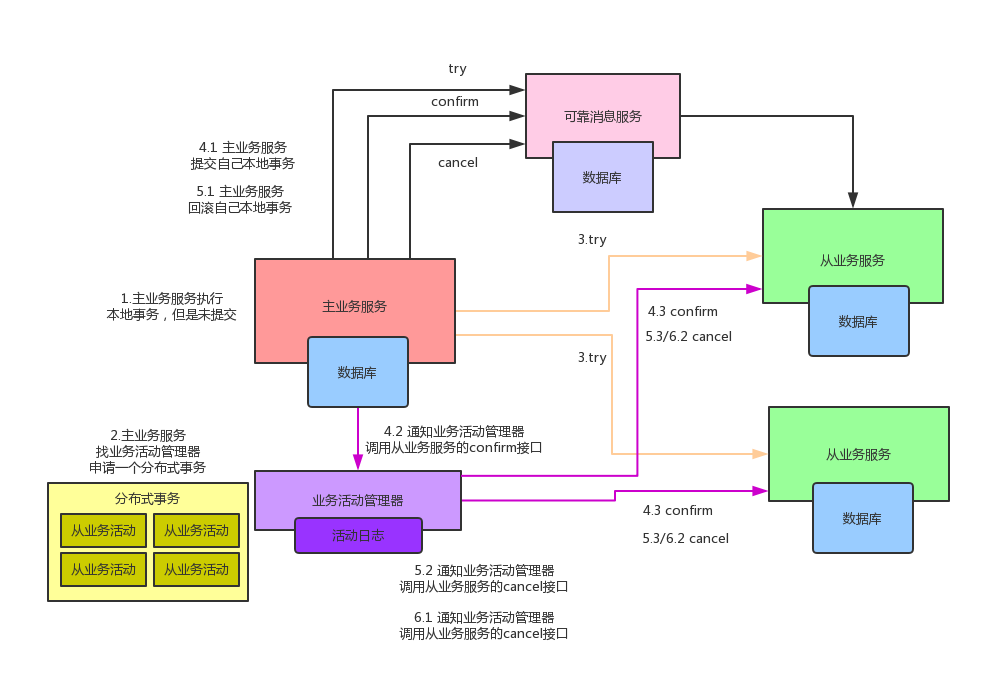 try
confirm
cancel
可靠消息服务
数据库
4.1 主业务服务
提交自己本地事务
5.1 主业务服务
回滚自己本地事务
3.try
从业务服务
数据库
1.主业务服务执行
本地事务，但是未提交
主业务服务
数据库
4.3 confirm
5.3/6.2 cancel
3.try
2.主业务服务
找业务活动管理器
申请一个分布式事务
4.2 通知业务活动管理器
调用从业务服务的confirm接口
从业务服务
数据库
分布式事务
从业务活动
从业务活动
从业务活动
从业务活动
业务活动管理器
活动日志
4.3 confirm
5.3/6.2 cancel
5.2 通知业务活动管理器
调用从业务服务的cancel接口
6.1 通知业务活动管理器
调用从业务服务的cancel接口